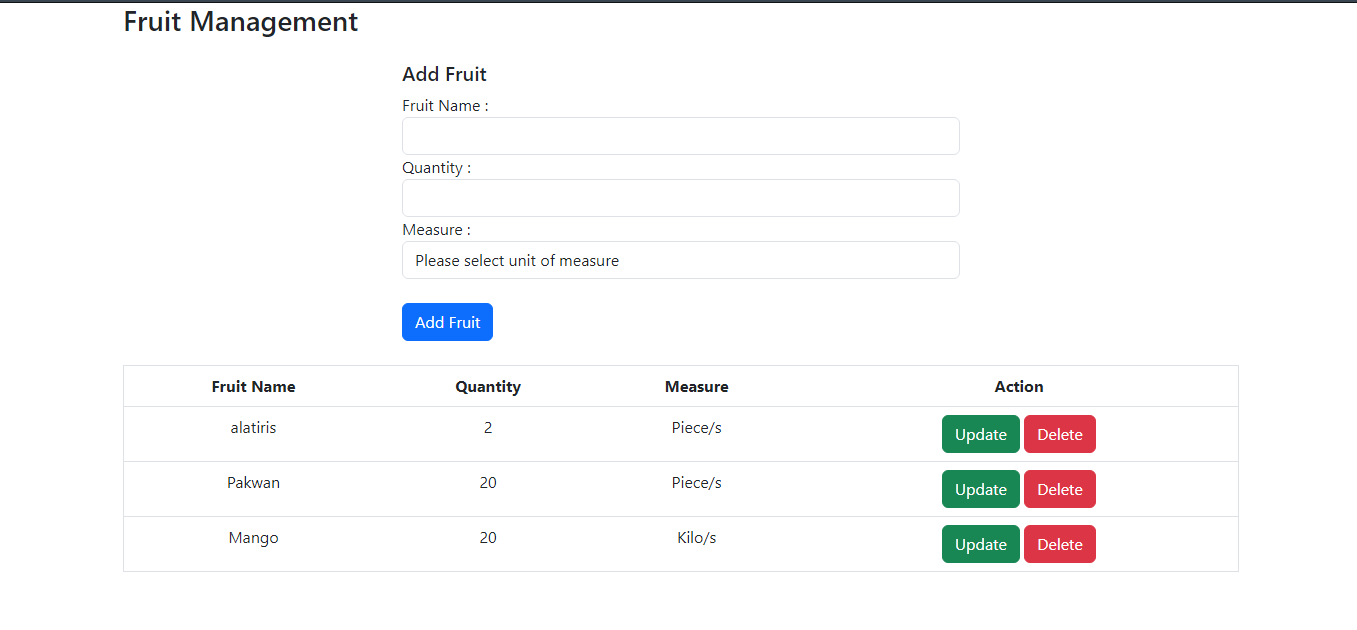 Fruit Management
Add Fruit
Fruit Name :
Quantity :
Measure :
Please select unit of measure
Add Fruit
Fruit Name Quantity Measure Action
alatiris 2 Piece/s Update Delete
Pakwan 20 Piece/s Update Delete
Mango 20 Kilo/s Update Delete